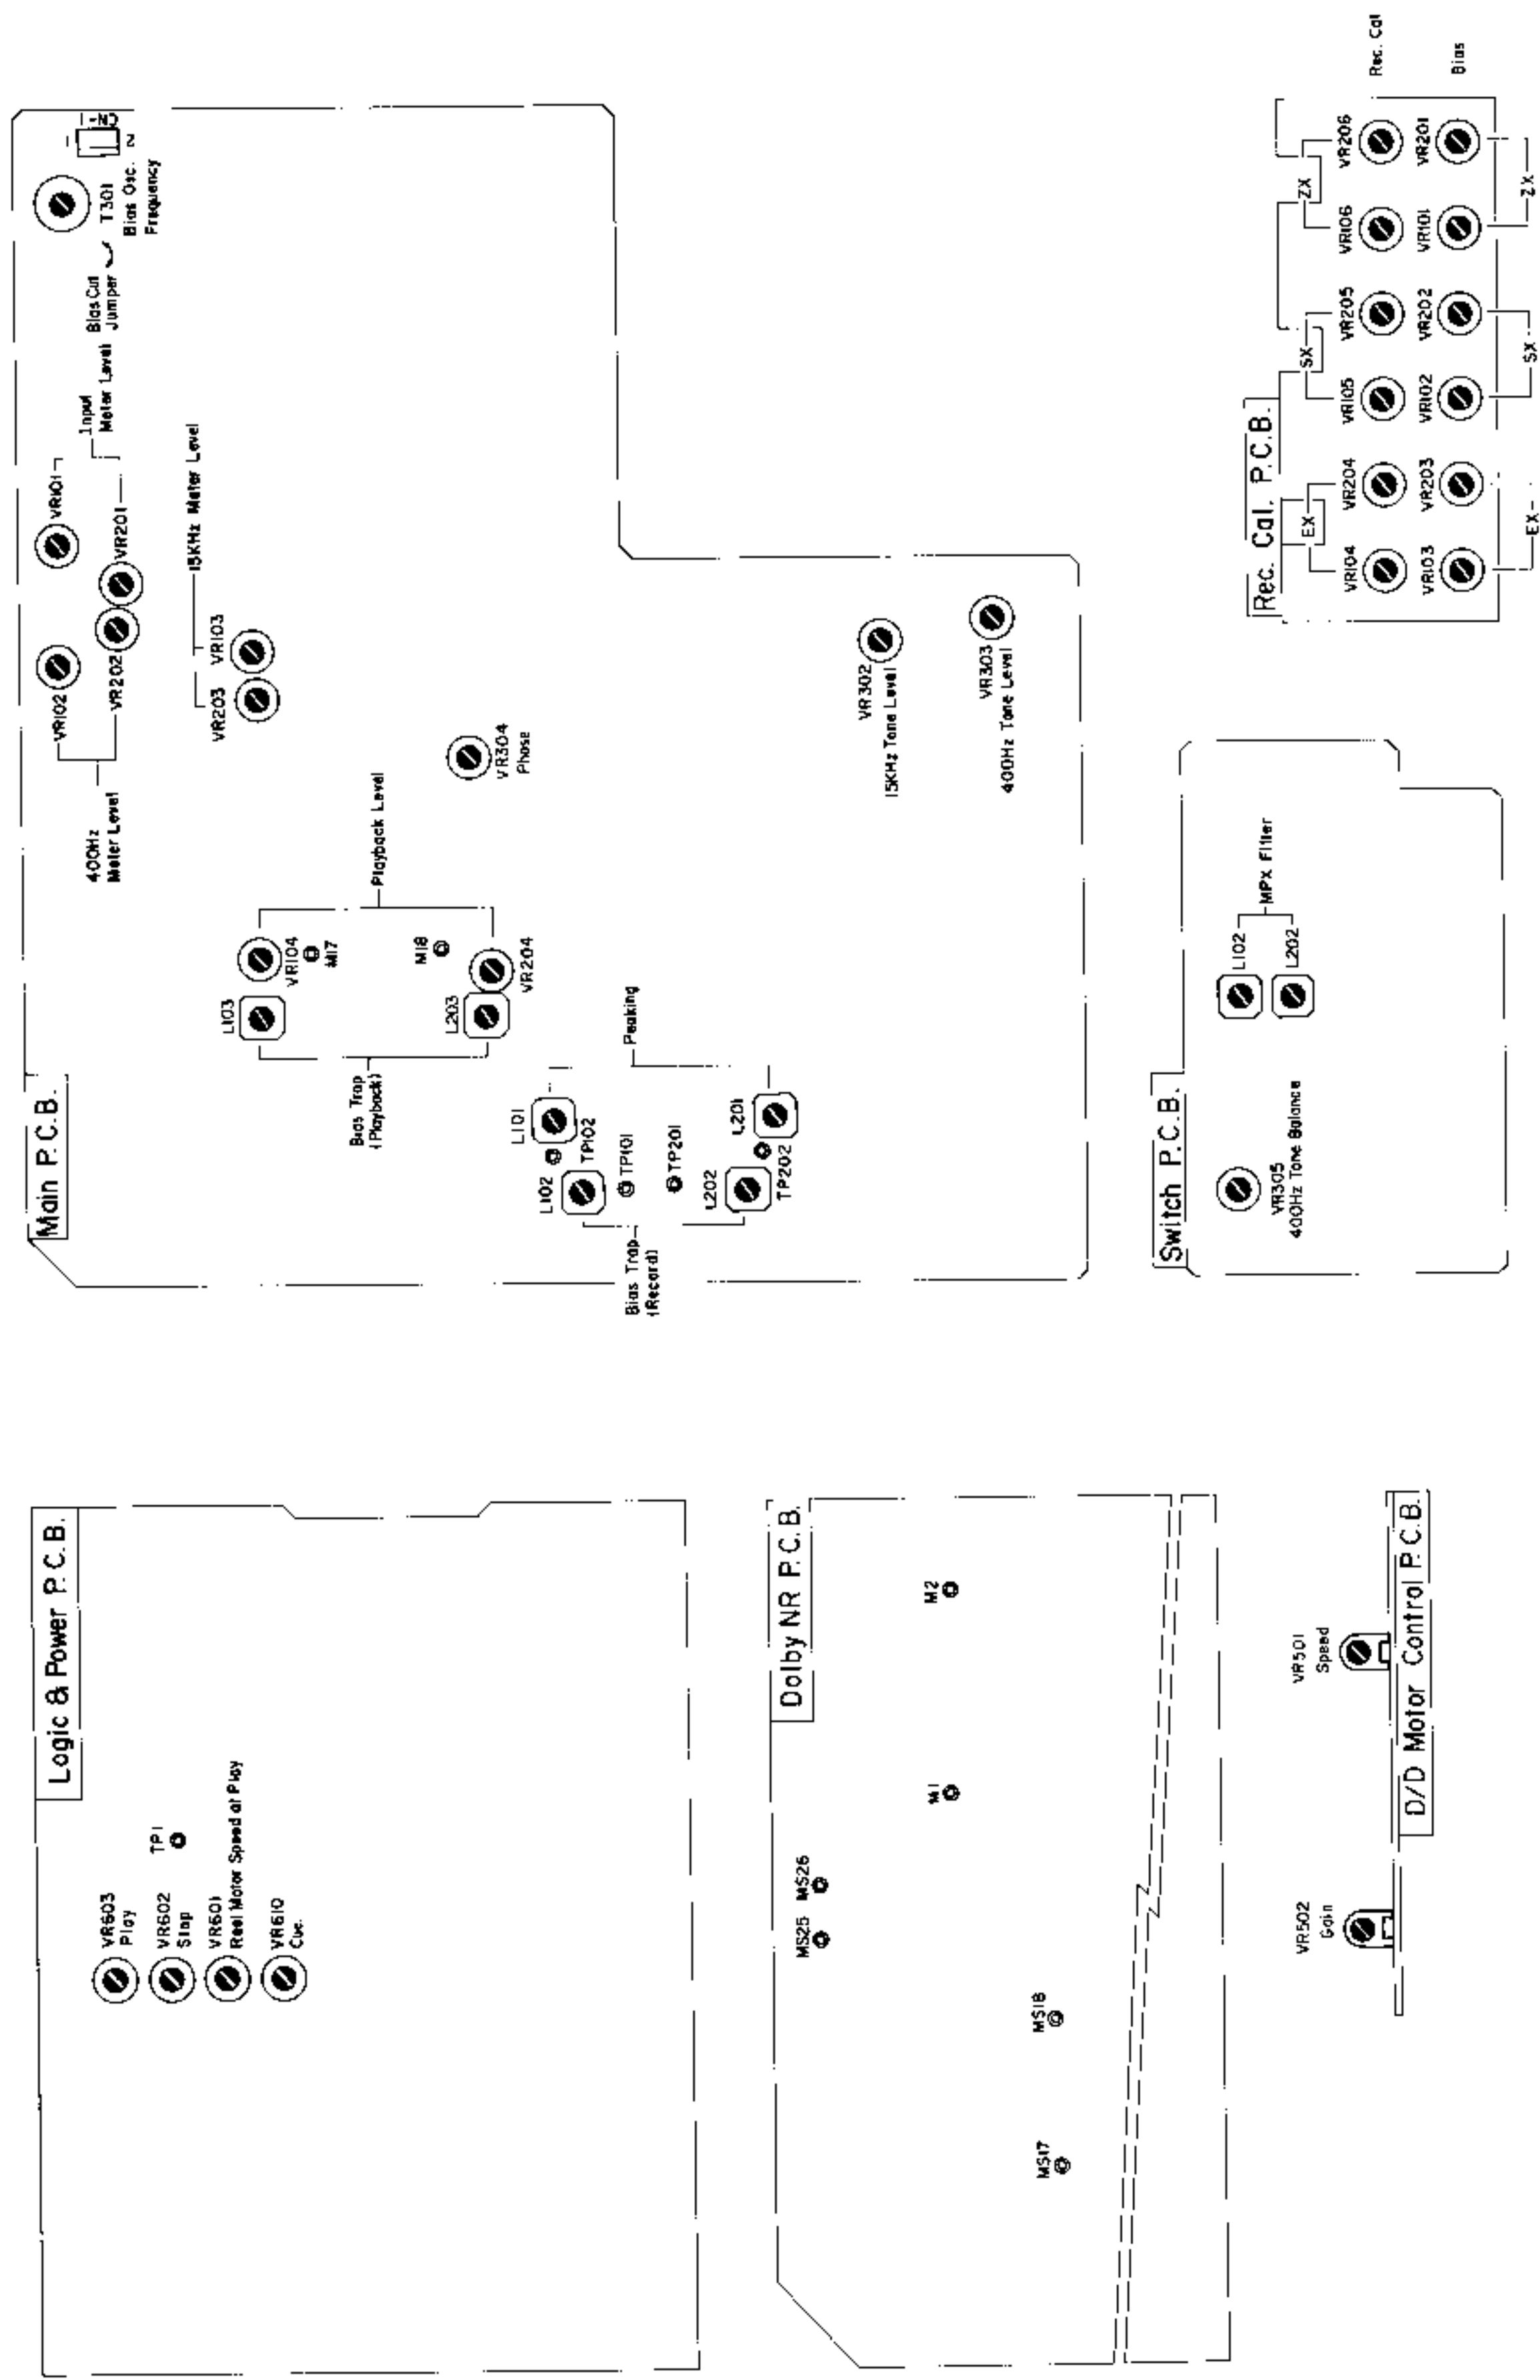 Logic & Power P.C.B.
VR603
Play
TP1
VR602
Stop
VR601
Reel Motor Speed at Play
VR610
Cue.
Dolby NR P.C.B.
MS25
MS26
M1
M2
MS17
MS18
VR502
Gain
VR501
Speed
D/D Motor Control P.C.B.
Main P.C.B.
400Hz
Meter Level
VR102
VR101
Input
Meter Level
Bias Cut
Jumper
T301
Bias Osc.
Frequency
VR202
VR201
15KHz Meter Level
VR203
VR103
L103
VR104
M17
Playback Level
M18
L203
VR204
Bias Trap
(Playback)
VR304
Phase
L101
L102
TP102
TP101
Peaking
TP201
L202
L201
TP202
Bias Trap
(Record)
VR302
15KHz Tone Level
VR303
400Hz Tone Level
Switch P.C.B.
VR305
400Hz Tone Balance
L102
L202
MPX Filter
Rec. Cal. P.C.B.
EX
SX
ZX
VR104
VR204
VR105
VR205
VR106
VR206
Rec. Cal
VR103
VR203
VR102
VR202
VR101
VR201
Bias
EX
SX
ZX